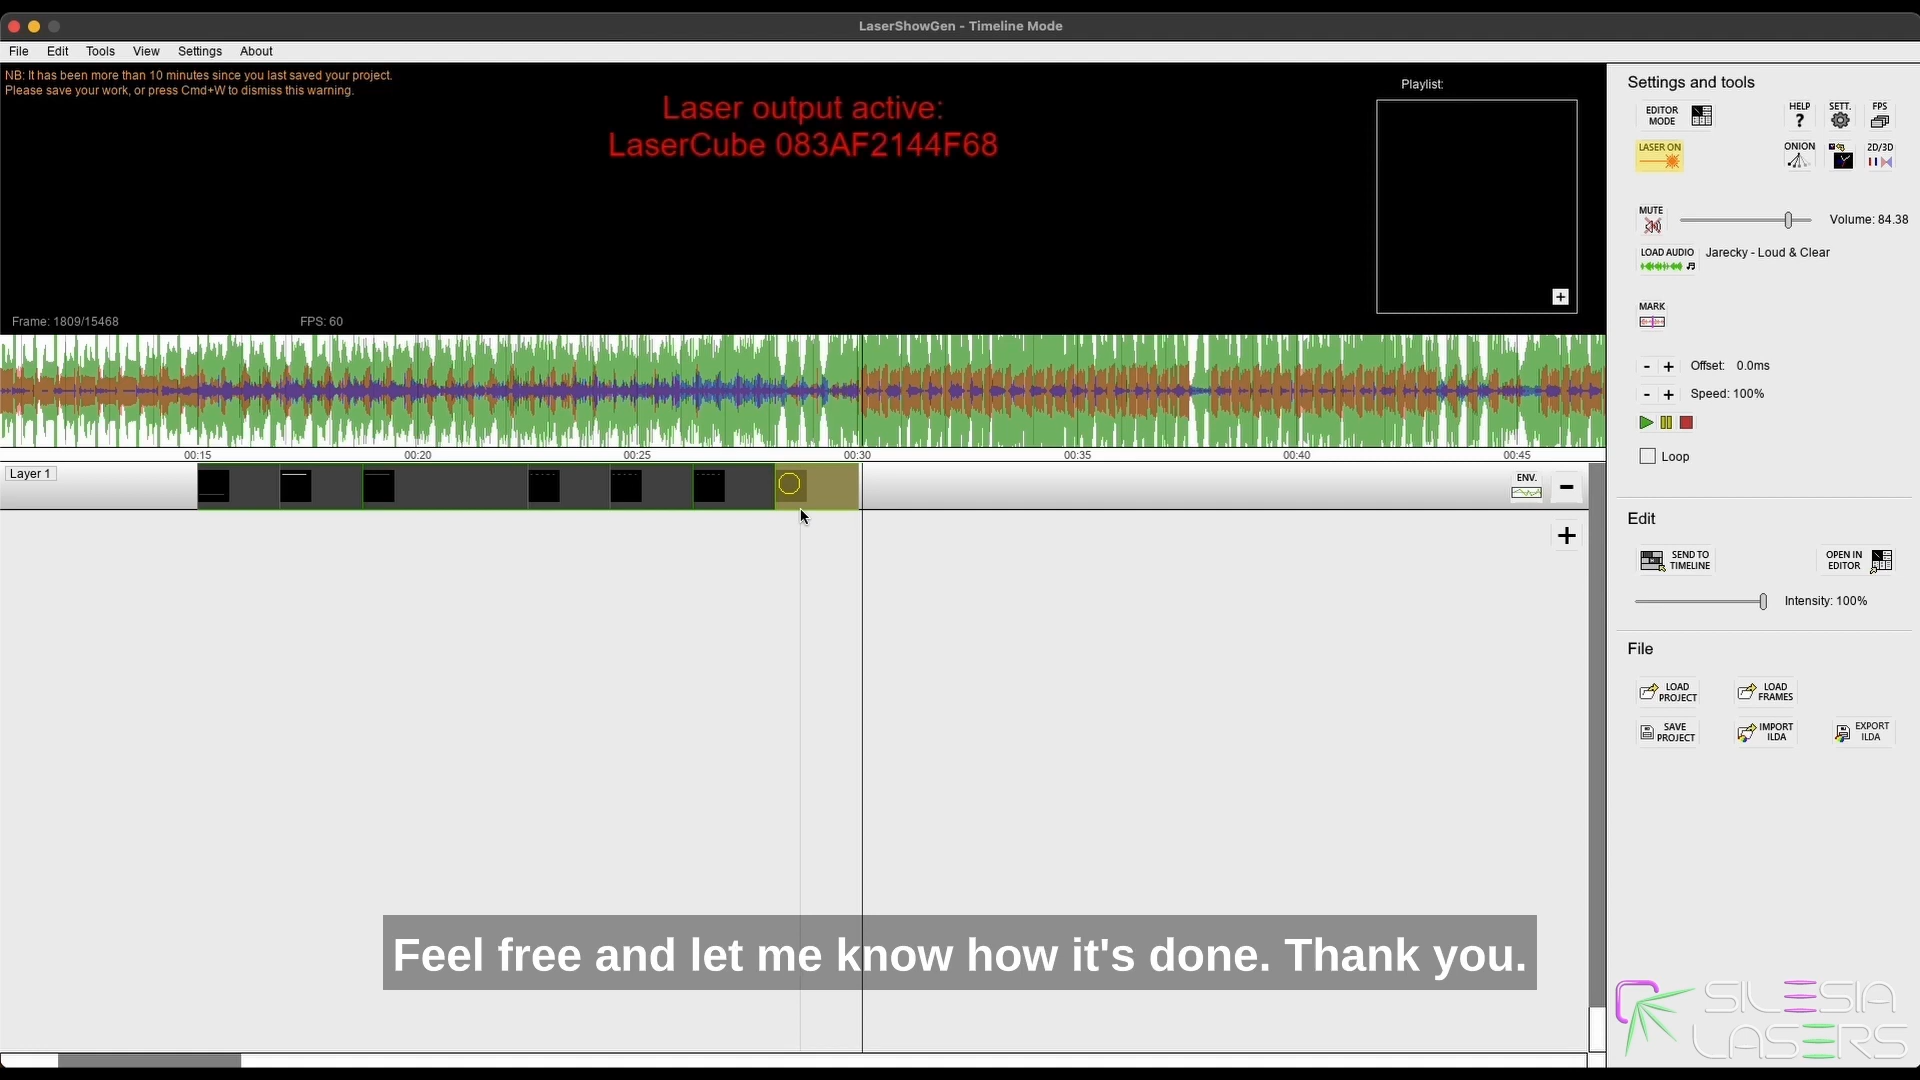 LaserShowGen - Timeline Mode
File Edit Tools View Settings About
NB: It has been more than 10 minutes since you last saved your project.
Please save your work, or press Cmd+W to dismiss this warning.
Laser output active:
LaserCube 083AF2144F68
Playlist:
+
Frame: 1809/15468
FPS: 60
00:15 00:20 00:25 00:30 00:35 00:40 00:45
Layer 1
ENV.
-
+
Settings and tools
EDITOR
MODE
HELP
?
SETT.
FPS
LASER ON
ONION
2D/3D
MUTE
Volume: 84.38
LOAD AUDIO
Jarecky - Loud & Clear
MARK
- + Offset: 0.0ms
- + Speed: 100%
Loop
Edit
SEND TO
TIMELINE
OPEN IN
EDITOR
Intensity: 100%
File
LOAD
PROJECT
LOAD
FRAMES
SAVE
PROJECT
IMPORT
ILDA
EXPORT
ILDA
Feel free and let me know how it's done. Thank you.
SILESIA
LASERS